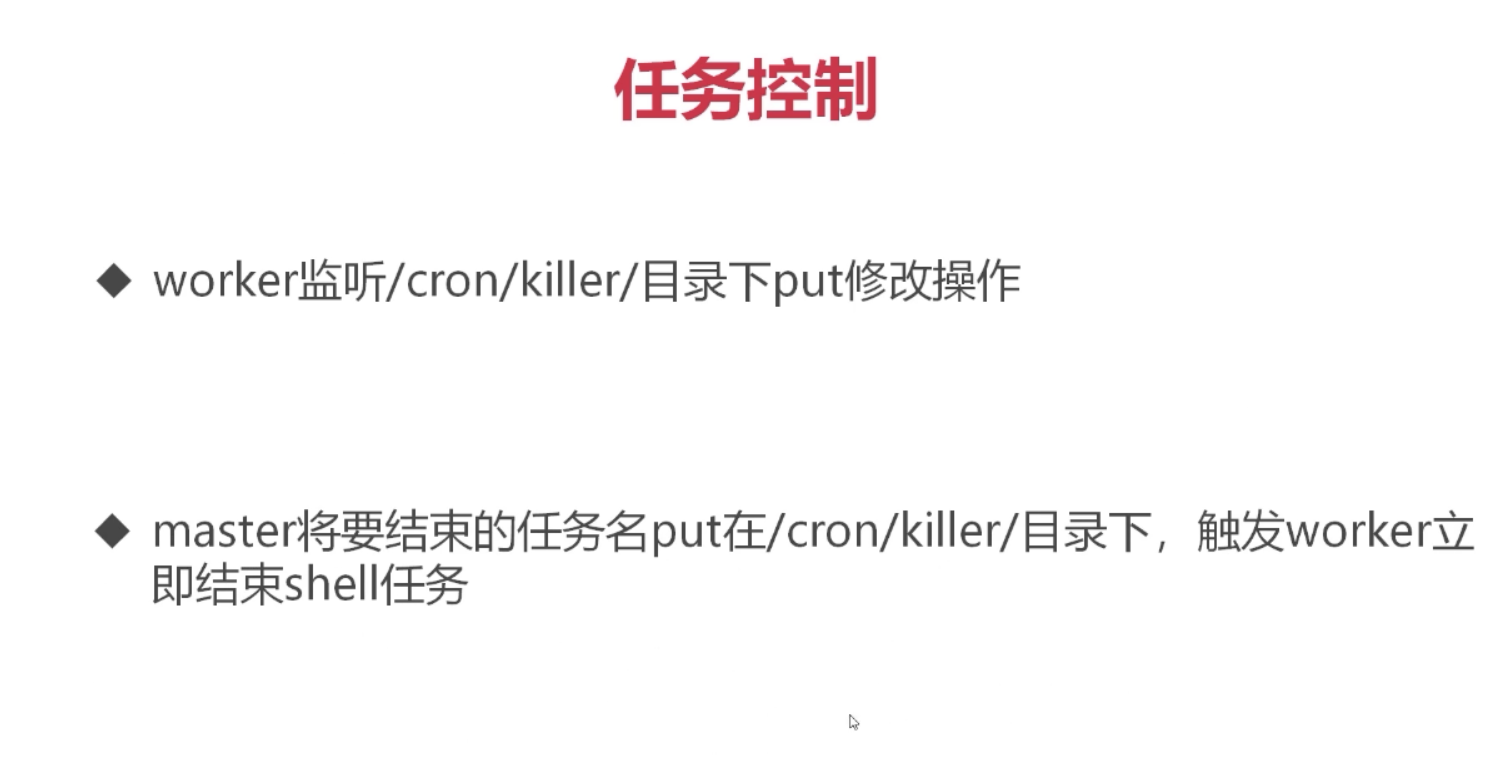 任务控制
◆ worker监听/cron/killer/目录下put修改操作
◆ master将要结束的任务名put在/cron/killer/目录下，触发worker立
即结束shell任务